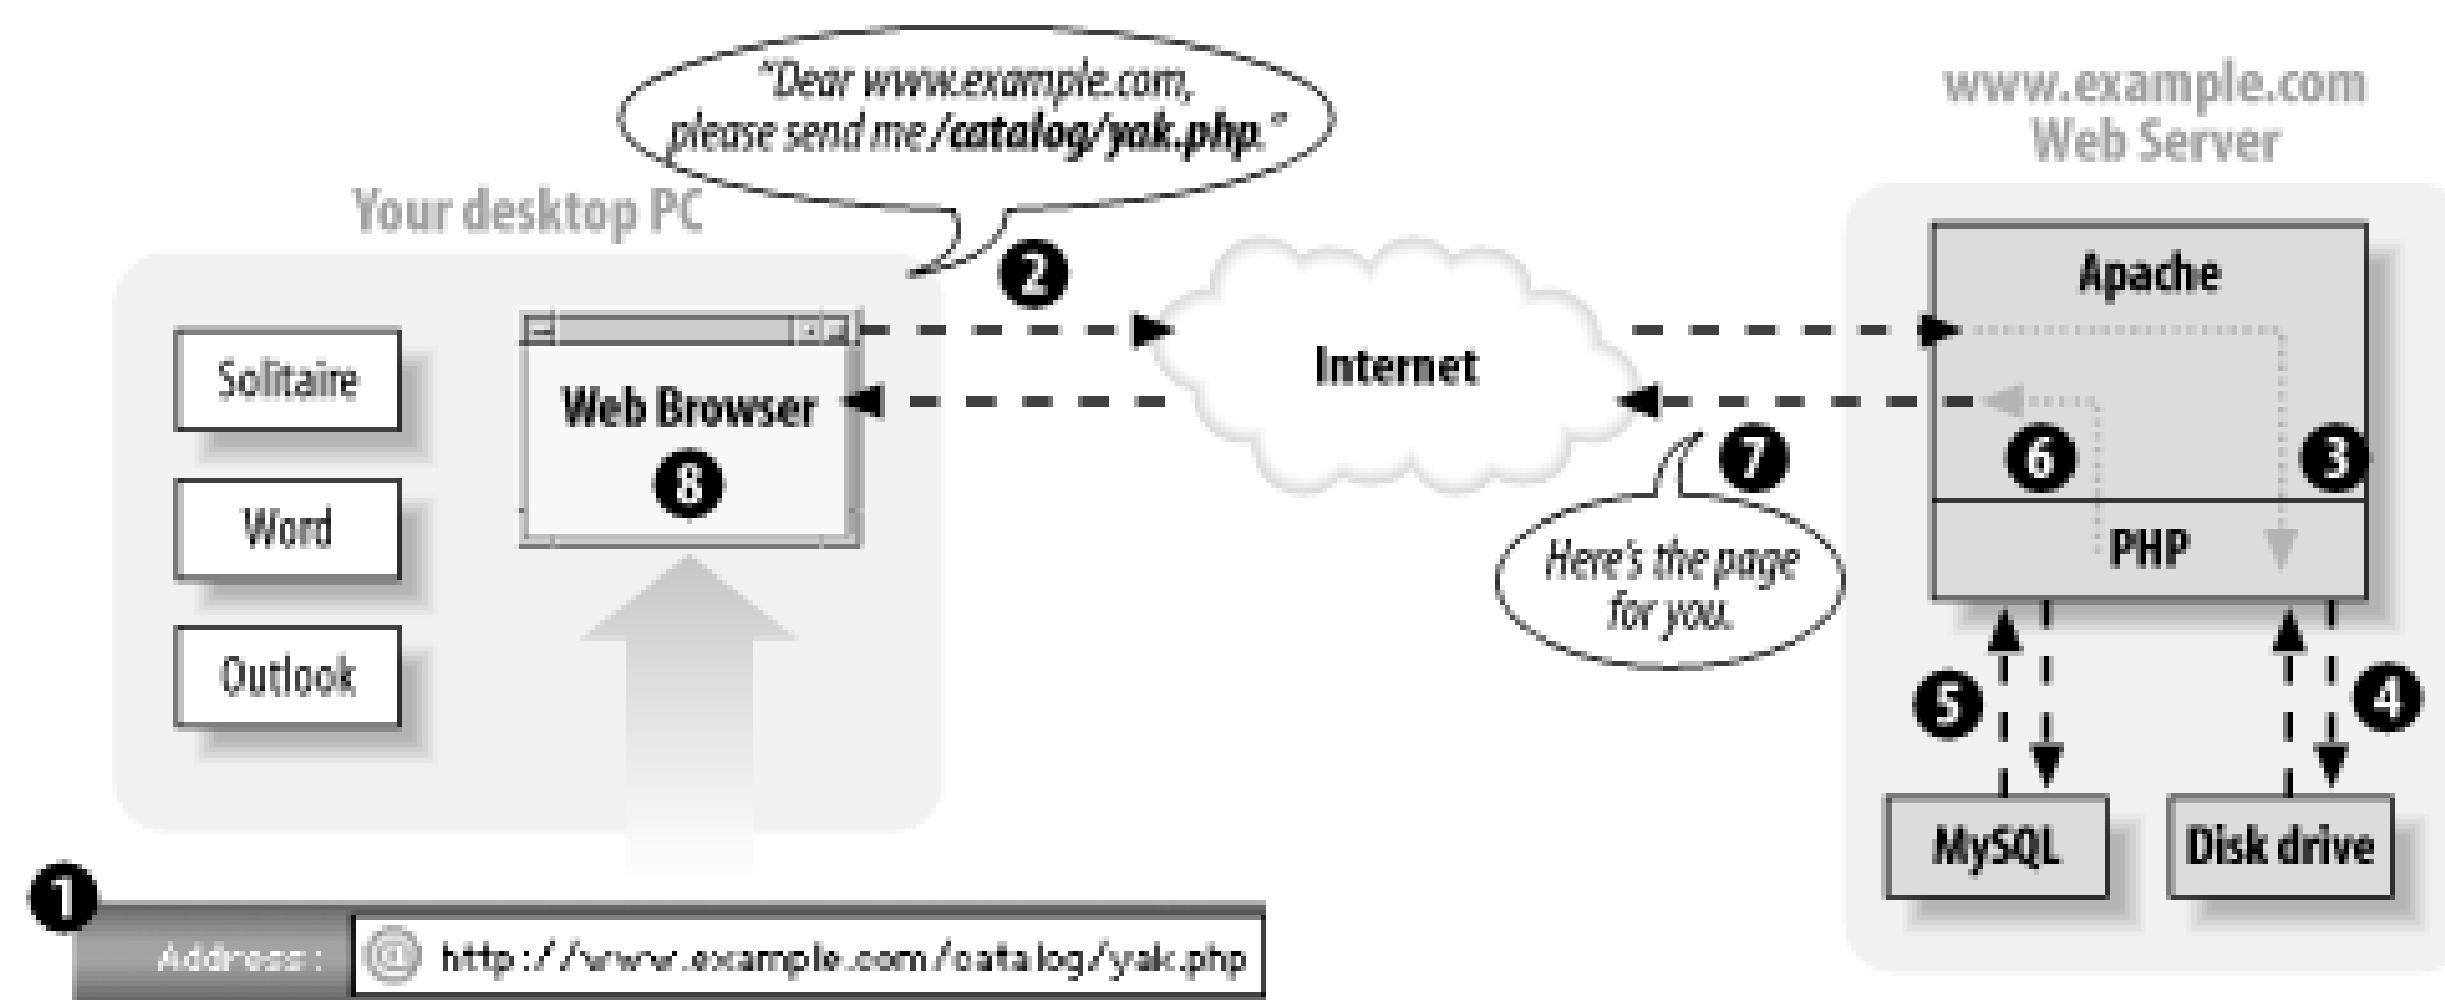 "Dear www.example.com,
please send me /catalog/yak.php."
www.example.com
Web Server
Your desktop PC
2
Apache
Solitaire
Internet
Web Browser
8
7
6
3
Word
PHP
Here's the page
for you.
Outlook
5
4
MySQL
Disk drive
1
Address:
@ http://www.example.com/catalog/yak.php